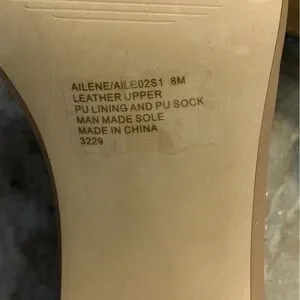 AILENE/AILE02S1 8M
LEATHER UPPER
PU LINING AND PU SOCK
MAN MADE SOLE
MADE IN CHINA
3229